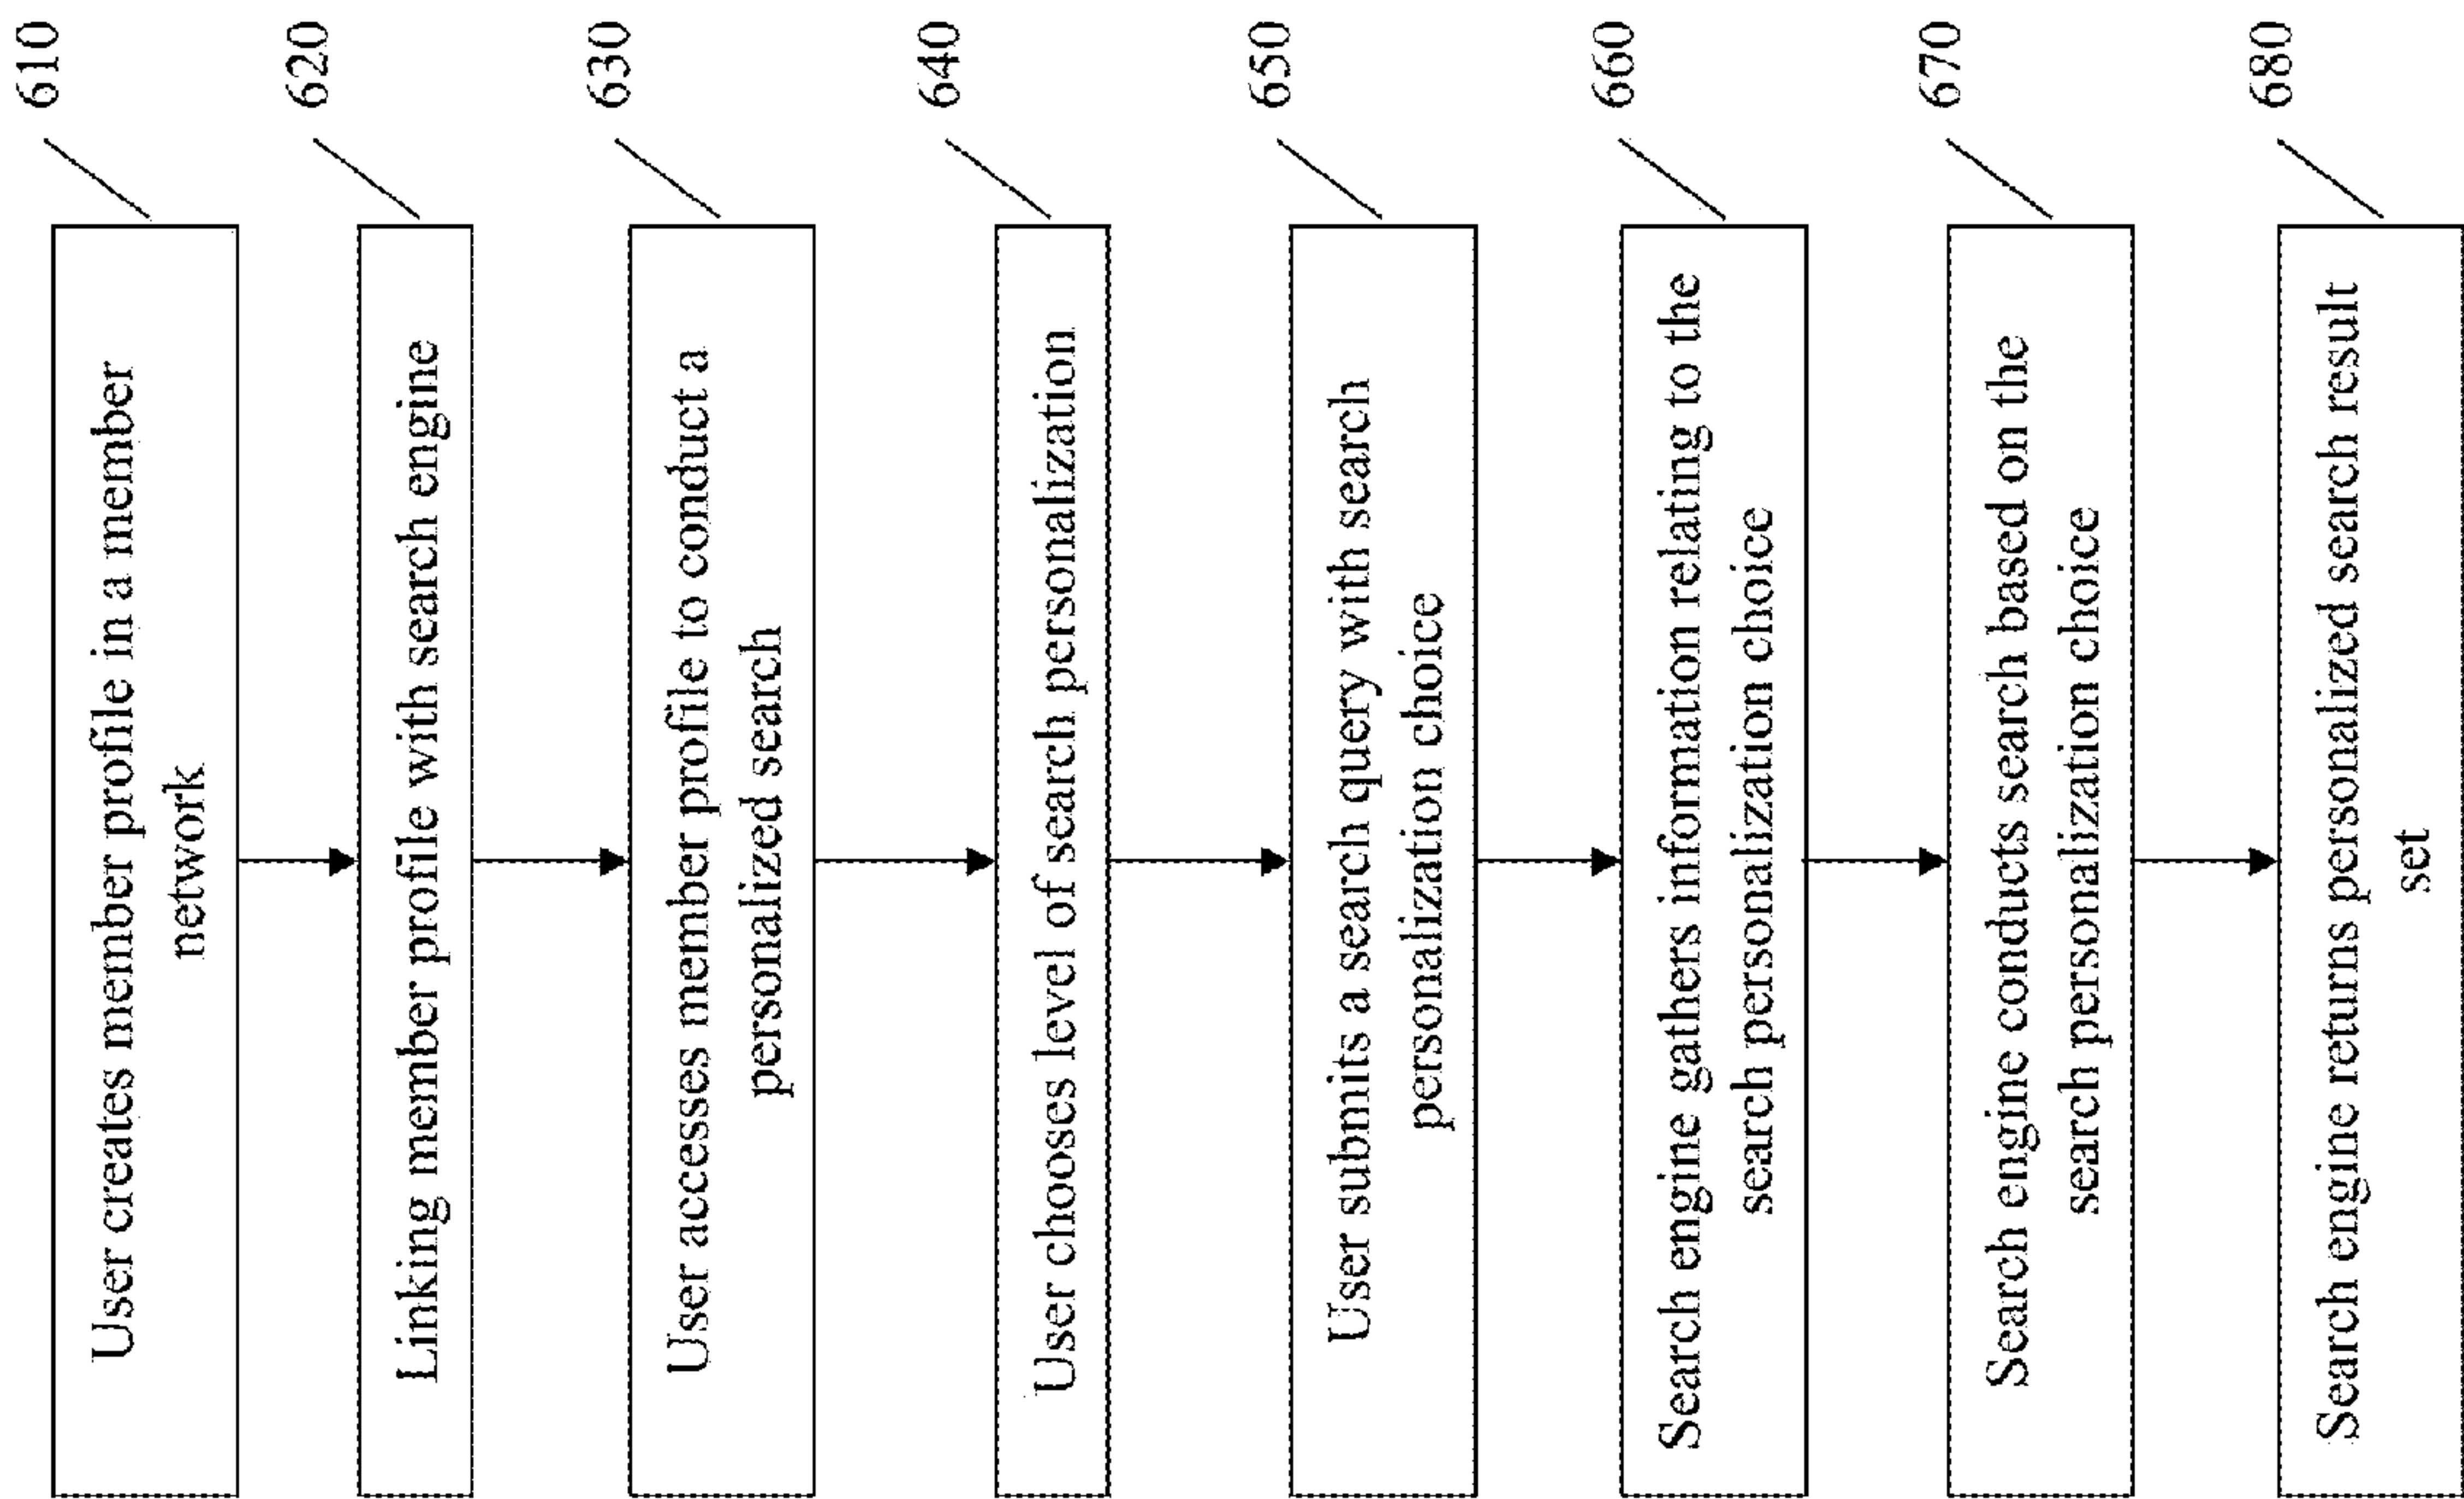 User creates member profile in a member
network
610
Linking member profile with search engine
620
User accesses member profile to conduct a
personalized search
630
User chooses level of search personalization
640
User submits a search query with search
personalization choice
650
Search engine gathers information relating to the
search personalization choice
660
Search engine conducts search based on the
search personalization choice
670
Search engine returns personalized search result
set
680